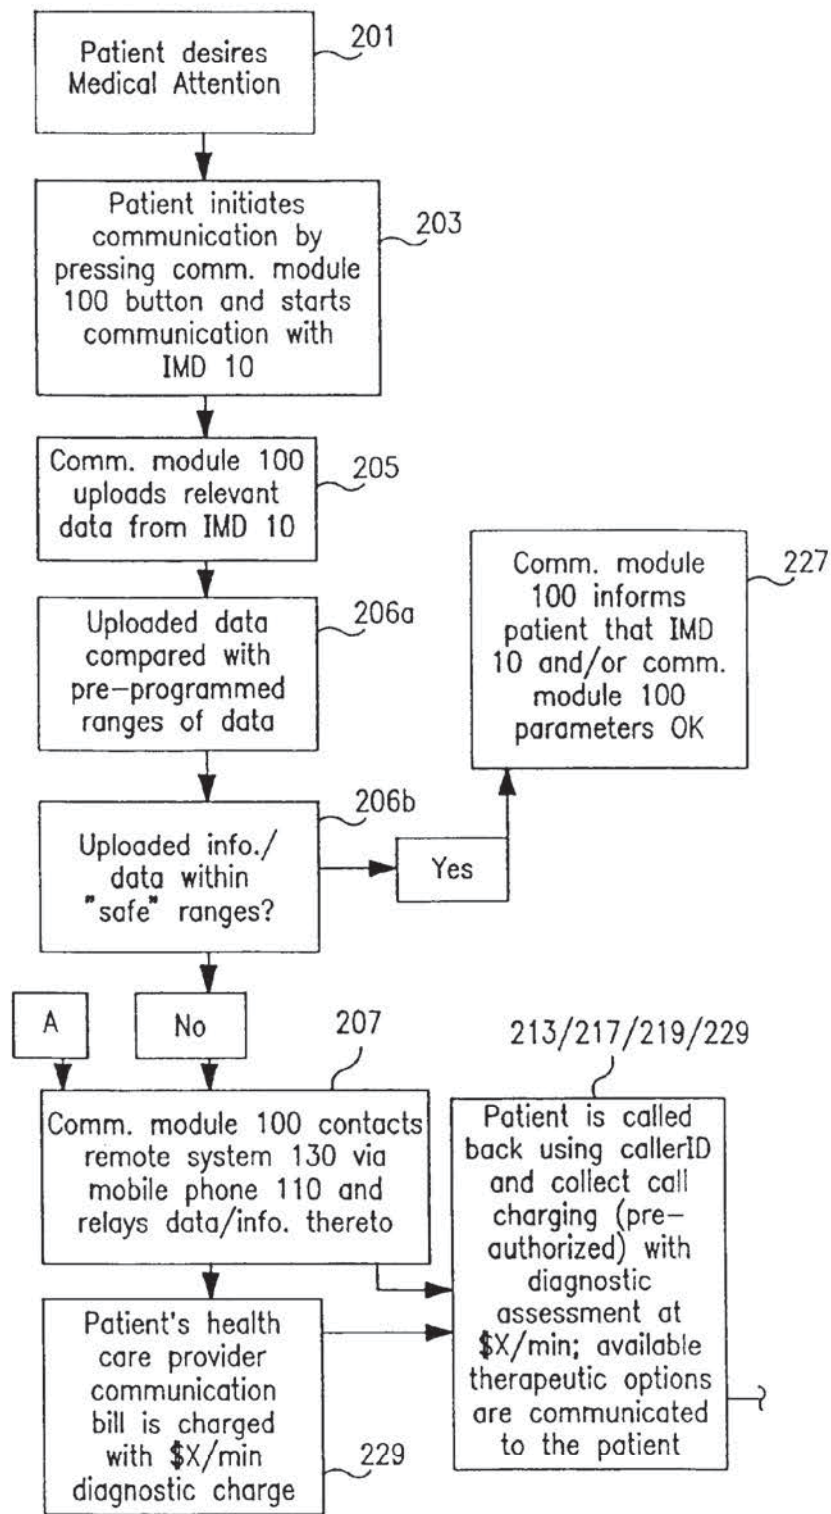 Patient desires
Medical Attention
201
Patient initiates
communication by
pressing comm. module
100 button and starts
communication with
IMD 10
203
Comm. module 100
uploads relevant
data from IMD 10
205
Uploaded data
compared with
pre-programmed
ranges of data
206a
Comm. module
100 informs
patient that IMD
10 and/or comm.
module 100
parameters OK
227
Uploaded info./
data within
"safe" ranges?
206b
Yes
A
No
207
Comm. module 100 contacts
remote system 130 via
mobile phone 110 and
relays data/info. thereto
213/217/219/229
Patient is called
back using callerID
and collect call
charging (pre-
authorized) with
diagnostic
assessment at
$X/min; available
therapeutic options
are communicated
to the patient
Patient's health
care provider
communication
bill is charged
with $X/min
diagnostic charge
229